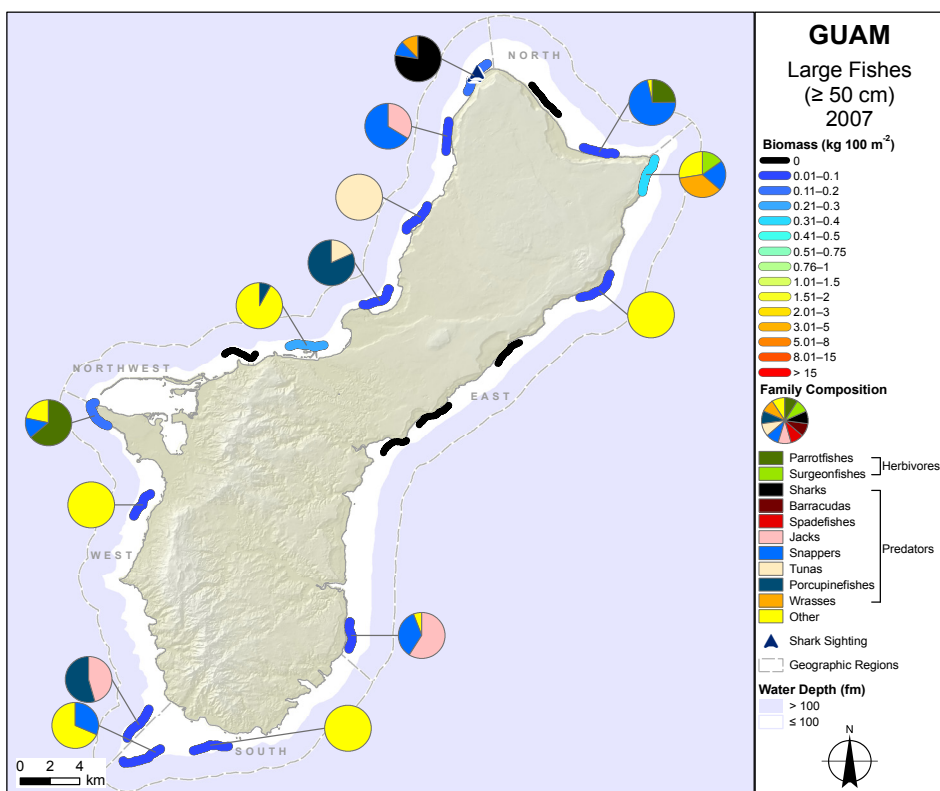 GUAM
Large Fishes
(≥ 50 cm)
2007
Biomass (kg 100 m-2)
0
0.01–0.1
0.11–0.2
0.21–0.3
0.31–0.4
0.41–0.5
0.51–0.75
0.76–1
1.01–1.5
1.51–2
2.01–3
3.01–5
5.01–8
8.01–15
> 15
Family Composition
Parrotfishes
Surgeonfishes
Herbivores
Sharks
Barracudas
Spadefishes
Jacks
Snappers
Tunas
Porcupinefishes
Wrasses
Predators
Other
Shark Sighting
Geographic Regions
Water Depth (fm)
> 100
≤ 100
N
NORTH
NORTHWEST
EAST
WEST
SOUTH
0 2 4
km